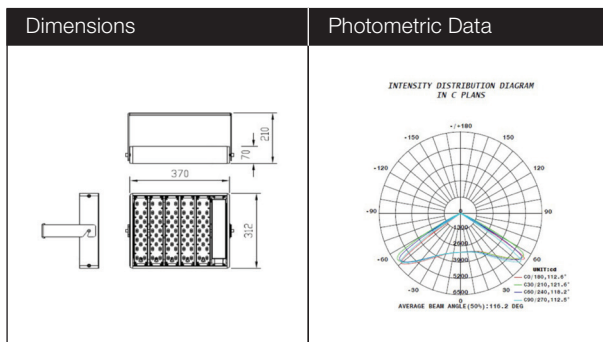 Dimensions
Photometric Data
210
70
370
312
INTENSITY DISTRIBUTION DIAGRAM
IN C PLANS
-/+180
-150
150
-120
120
-90
0
90
1300
2600
3900
5200
6500
-60
60
-30
30
0
UNIT:cd
C0/180,112.6°
C30/210,121.6°
C60/240,118.2°
C90/270,112.5°
AVERAGE BEAM ANGLE(50%):116.2 DEG